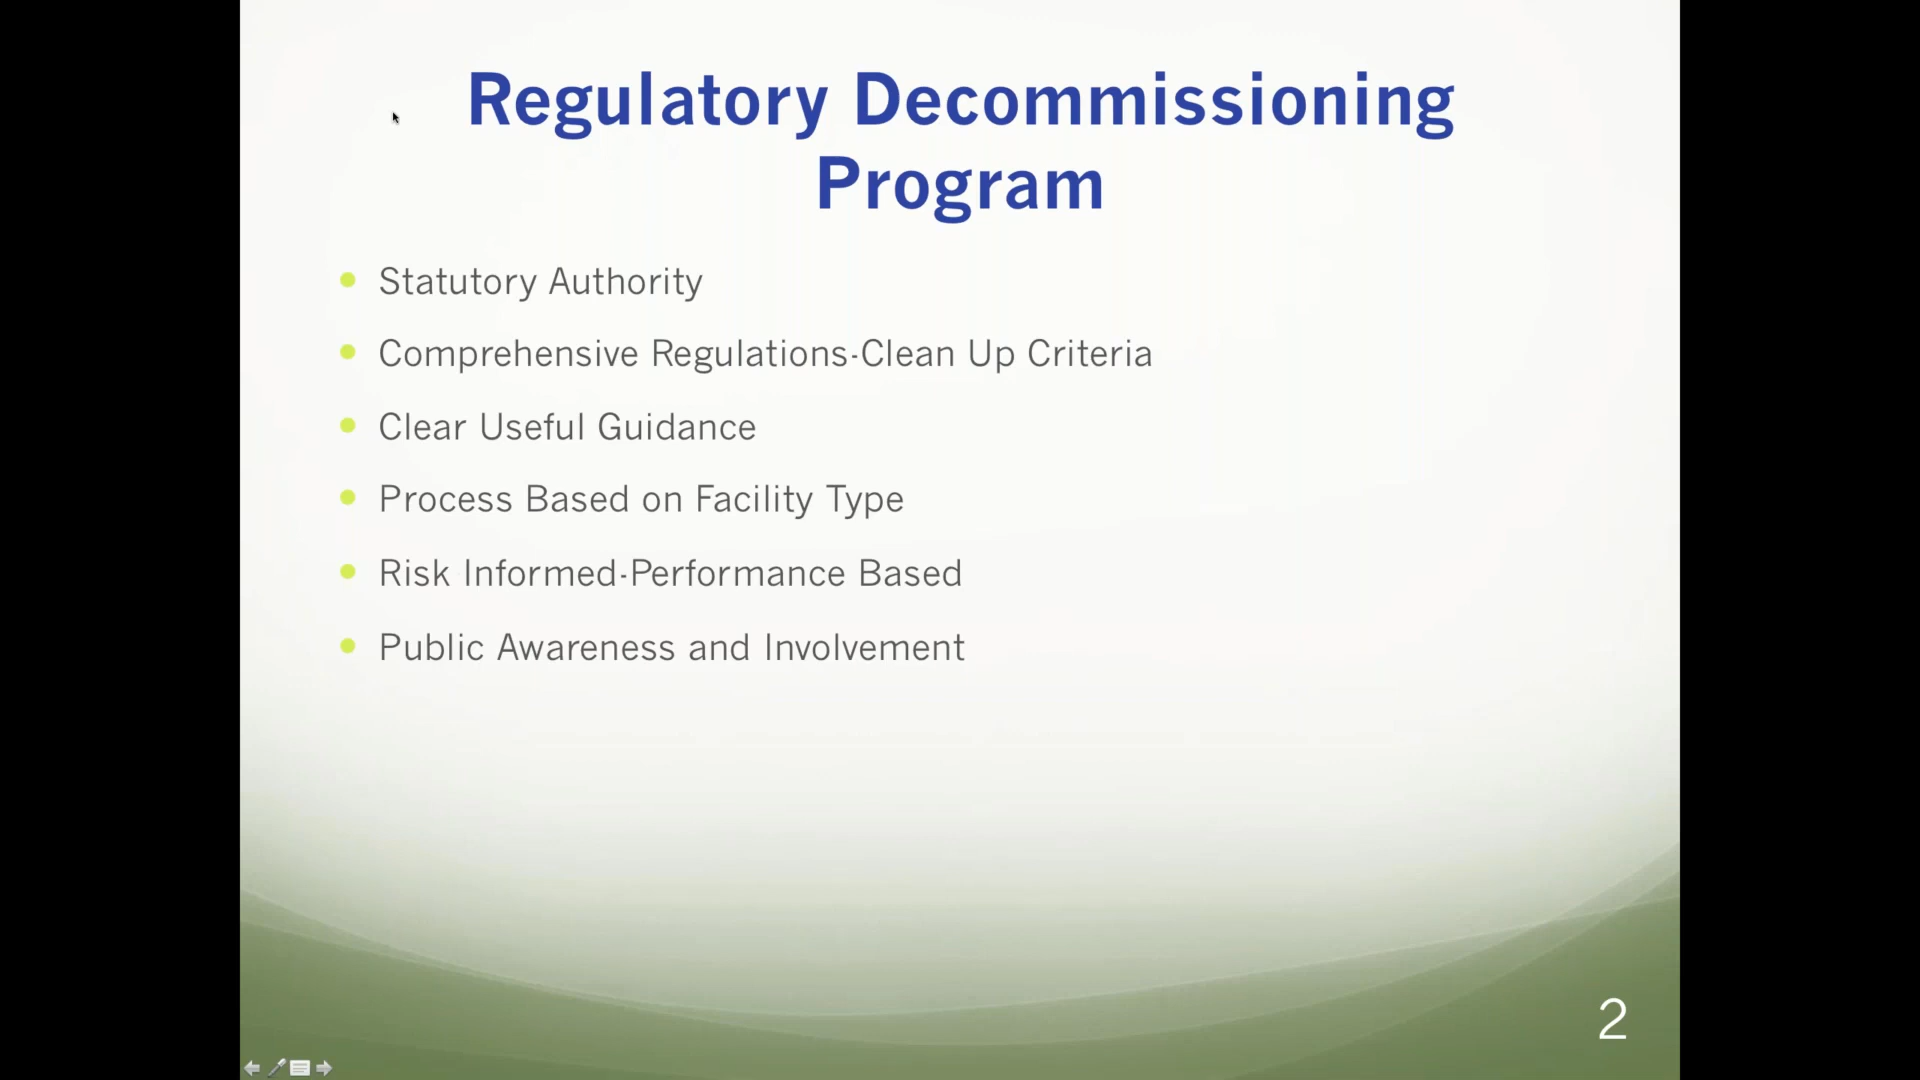 Regulatory Decommissioning
Program
Statutory Authority
Comprehensive Regulations-Clean Up Criteria
Clear Useful Guidance
Process Based on Facility Type
Risk Informed-Performance Based
Public Awareness and Involvement
2